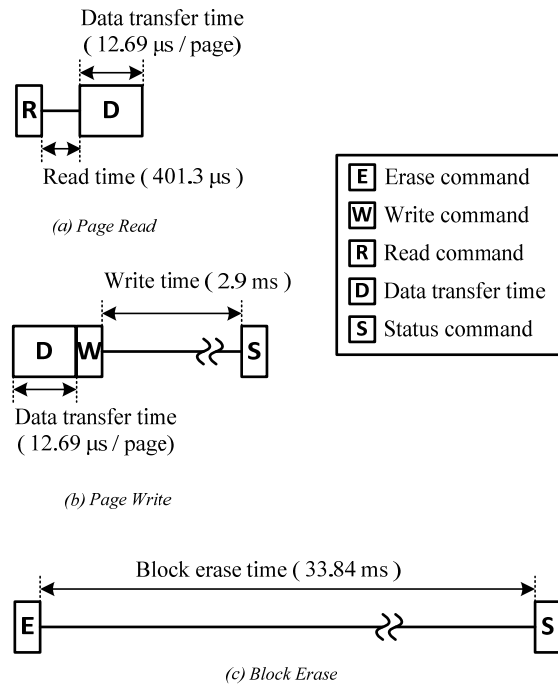 Data transfer time
( 12.69 μs / page)
R
D
Read time ( 401.3 μs )
(a) Page Read
E Erase command
W Write command
R Read command
D Data transfer time
S Status command
Write time ( 2.9 ms )
D W S
Data transfer time
( 12.69 μs / page)
(b) Page Write
Block erase time ( 33.84 ms )
E S
(c) Block Erase